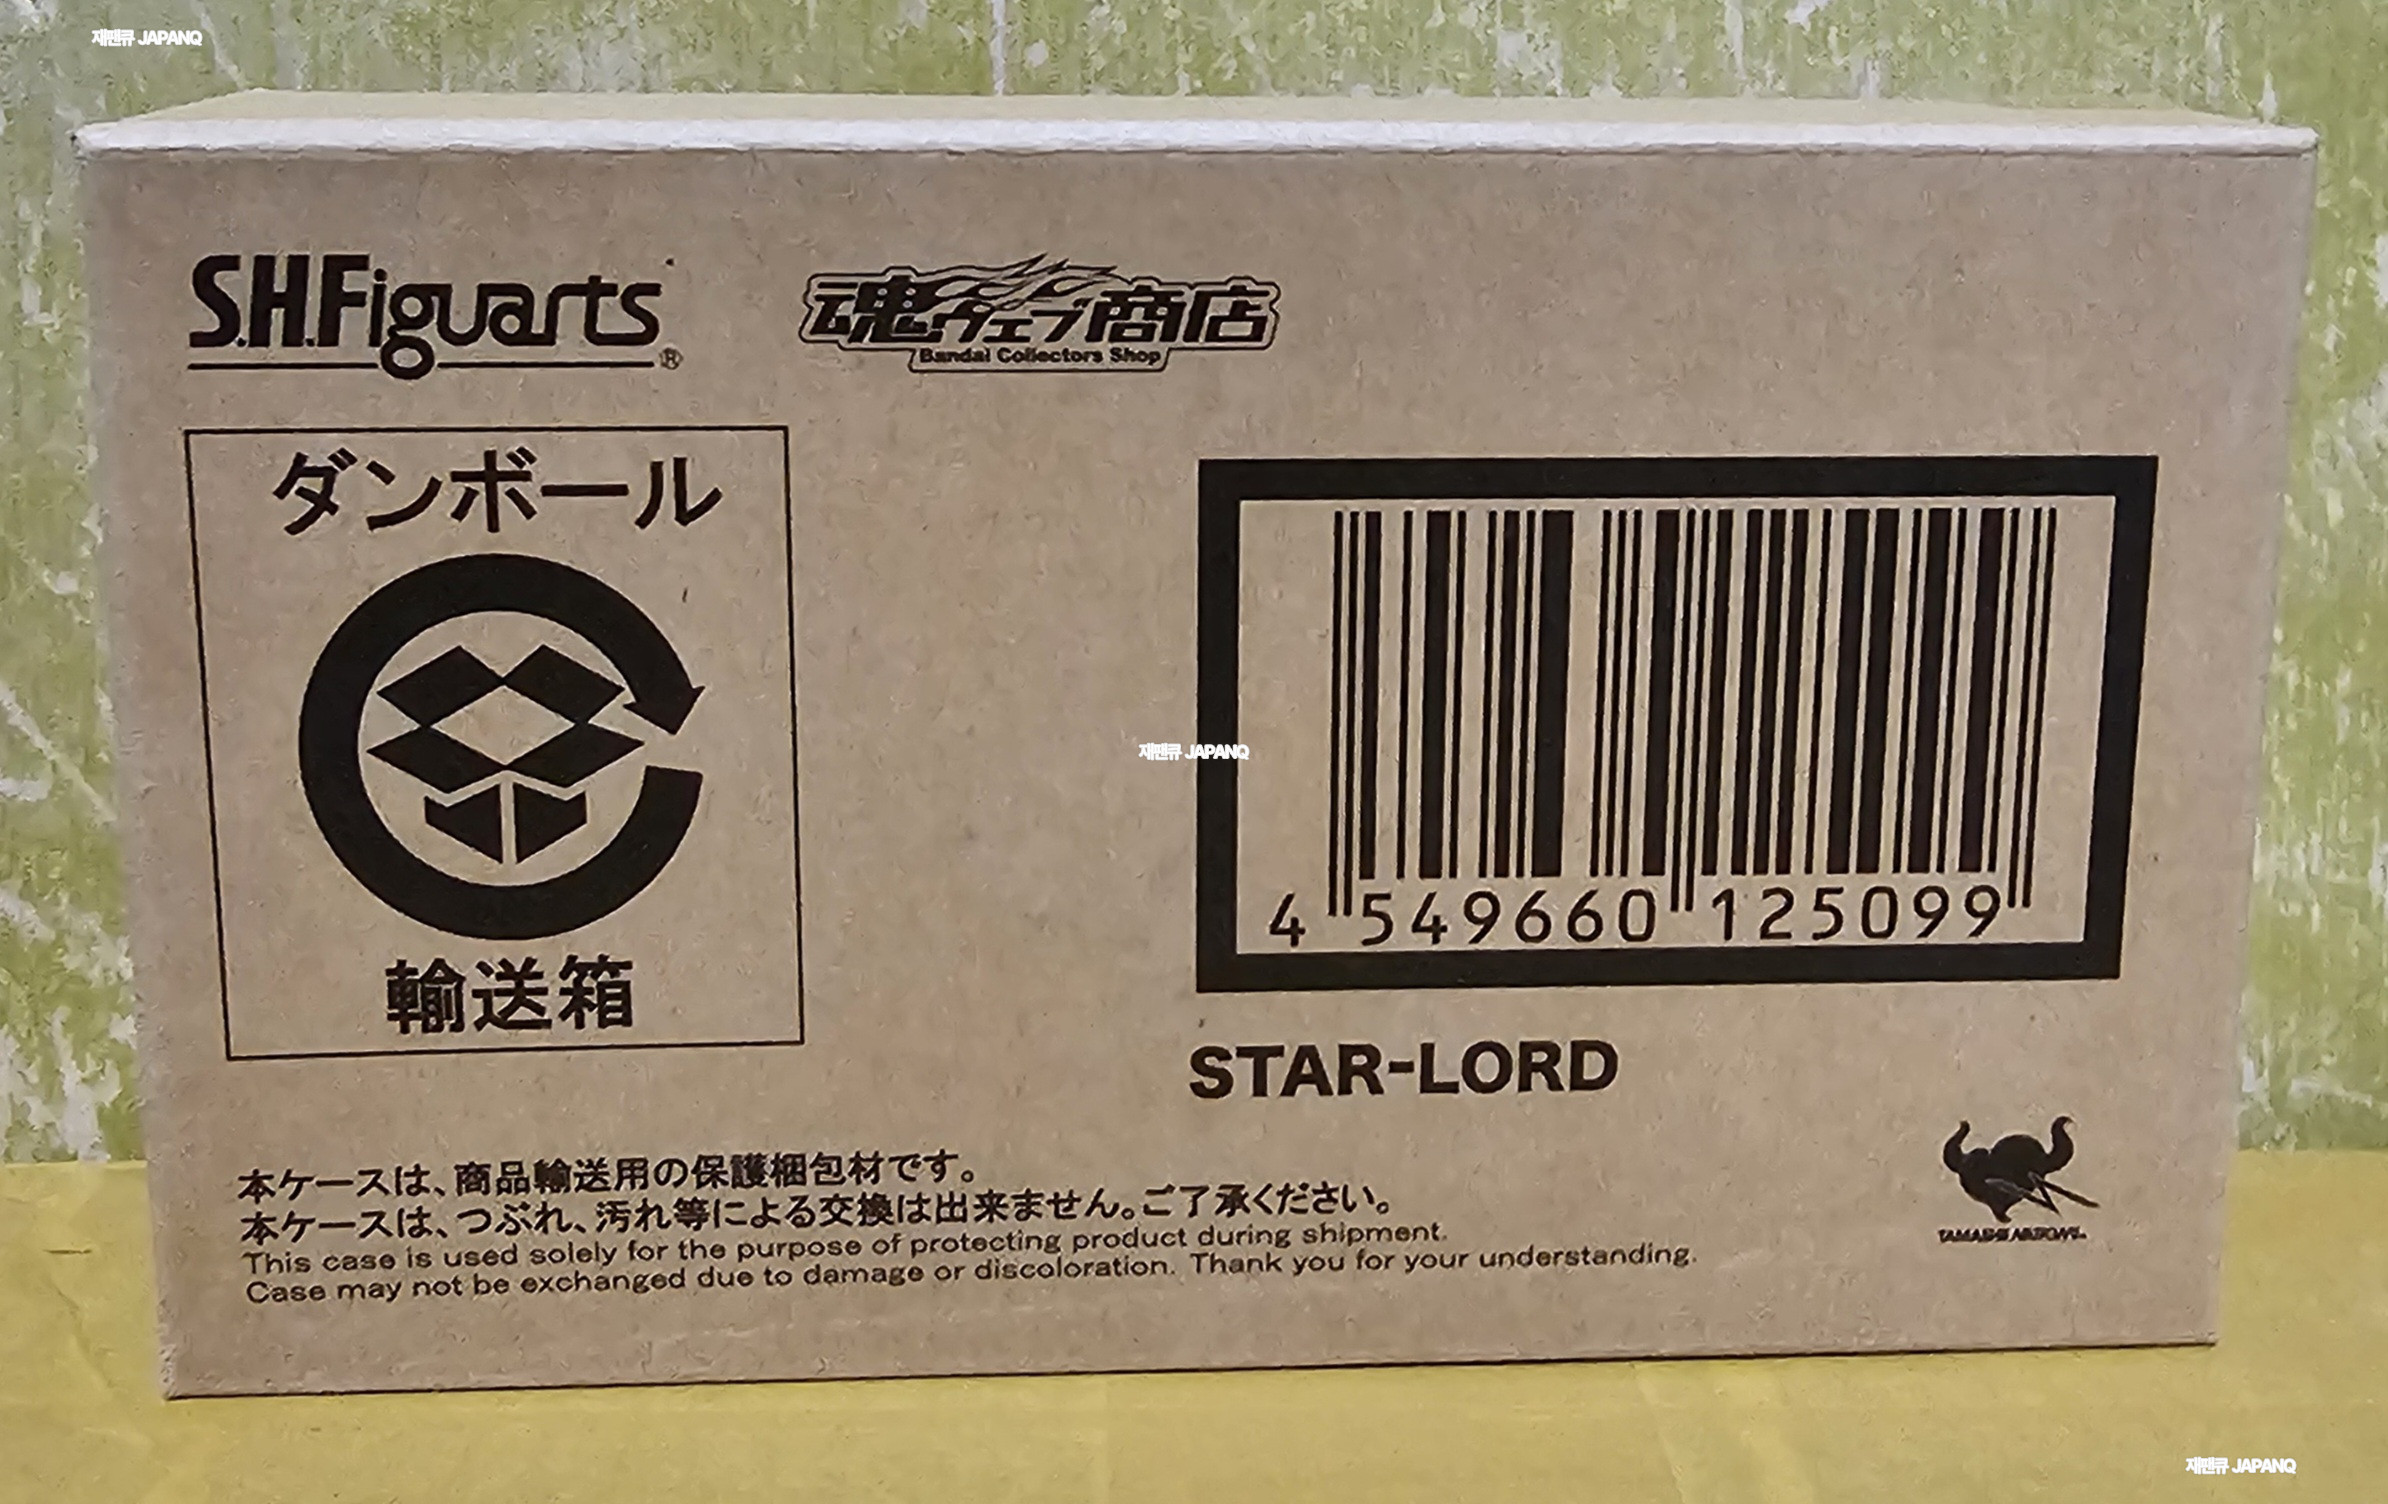 재팬큐 JAPANQ
S.H.Figuarts®
魂ウェブ商店
Bandai Collectors Shop
ダンボール
輸送箱
재팬큐 JAPANQ
4 549660 125099
STAR-LORD
本ケースは、商品輸送用の保護梱包材です。
本ケースは、つぶれ、汚れ等による交換は出来ません。ご了承ください。
This case is used solely for the purpose of protecting product during shipment.
Case may not be exchanged due to damage or discoloration. Thank you for your understanding.
TAMASHII NATIONS
재팬큐 JAPANQ